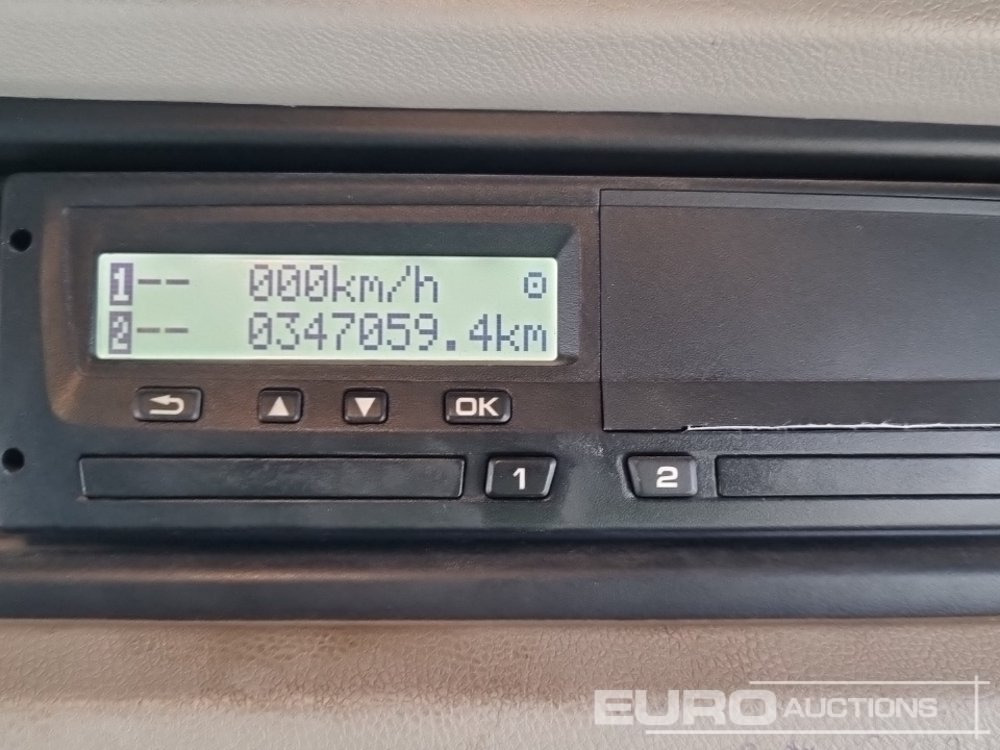 1-- 000km/h
2-- 0347059.4km
OK
1 2
EURO AUCTIONS